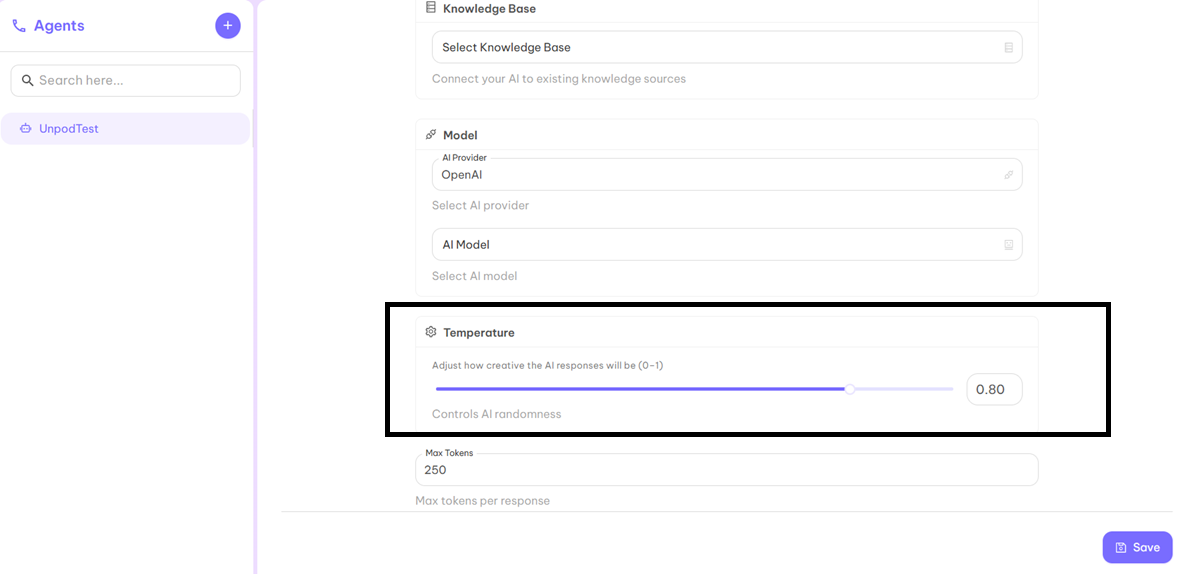 Agents
+
Search here...
UnpodTest
Knowledge Base
Select Knowledge Base
Connect your AI to existing knowledge sources
Model
AI Provider
OpenAI
Select AI provider
AI Model
Select AI model
Temperature
Adjust how creative the AI responses will be (0-1)
0.80
Controls AI randomness
Max Tokens
250
Max tokens per response
Save